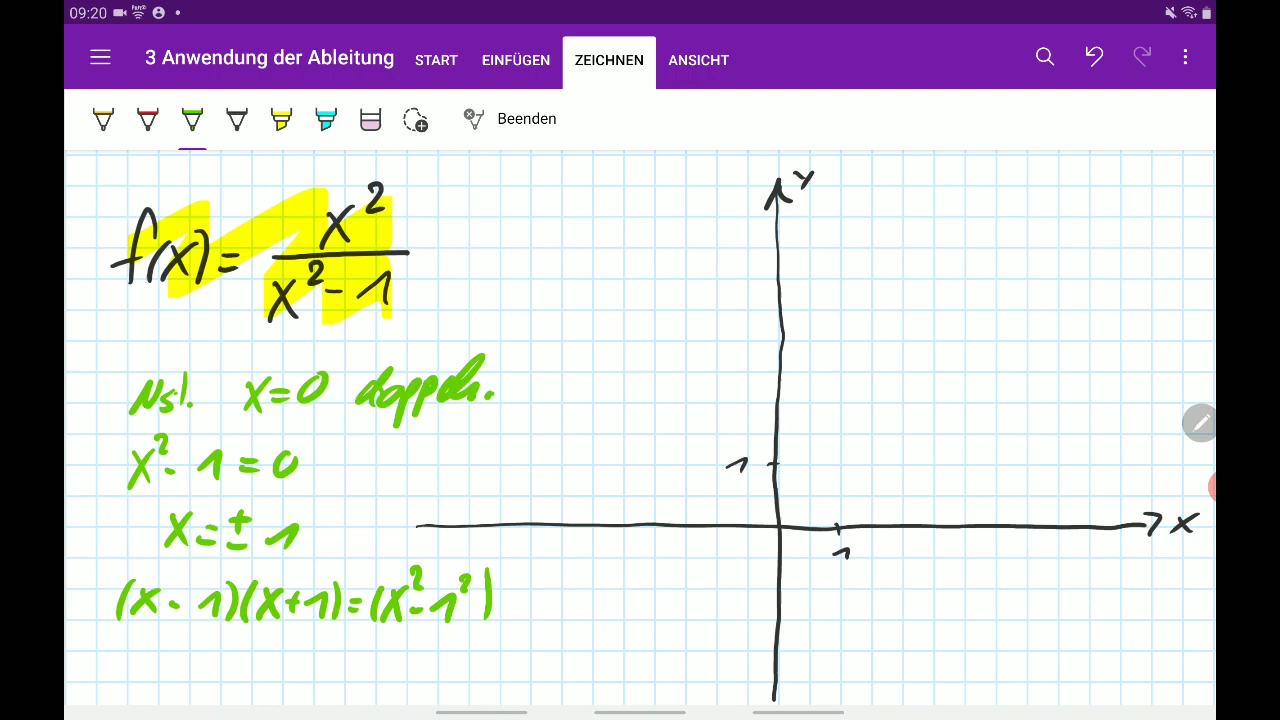 09:20
3 Anwendung der Ableitung START EINFÜGEN ZEICHNEN ANSICHT
Beenden
f(x) = x²
x² - 1
Nst. x=0 doppelt.
x² - 1 = 0
x = ± 1
(x - 1)(x+1) = (x² - 1²)
y
1
x
1